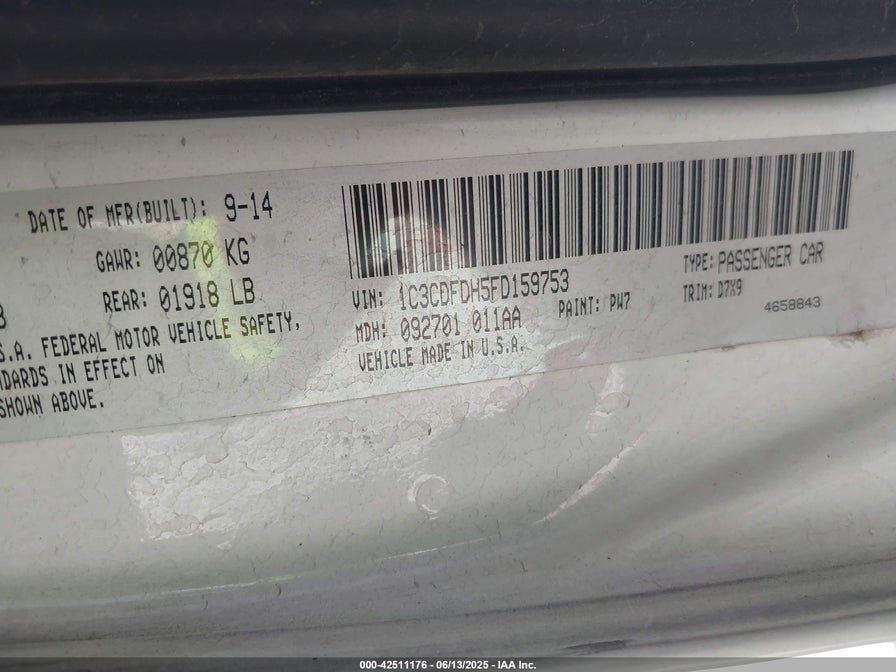 DATE OF MFR(BUILT): 9-14
GAWR: 00870 KG
REAR: 01918 LB
S.A. FEDERAL MOTOR VEHICLE SAFETY,
NDARDS IN EFFECT ON
SHOWN ABOVE.
VIN: 1C3CDFDH5FD159753
MDH: 092701 011AA
VEHICLE MADE IN U.S.A.
PAINT: PW7
TYPE: PASSENGER CAR
TRIM: D7X9
4658843
000-42511176 - 06/13/2025 - IAA Inc.